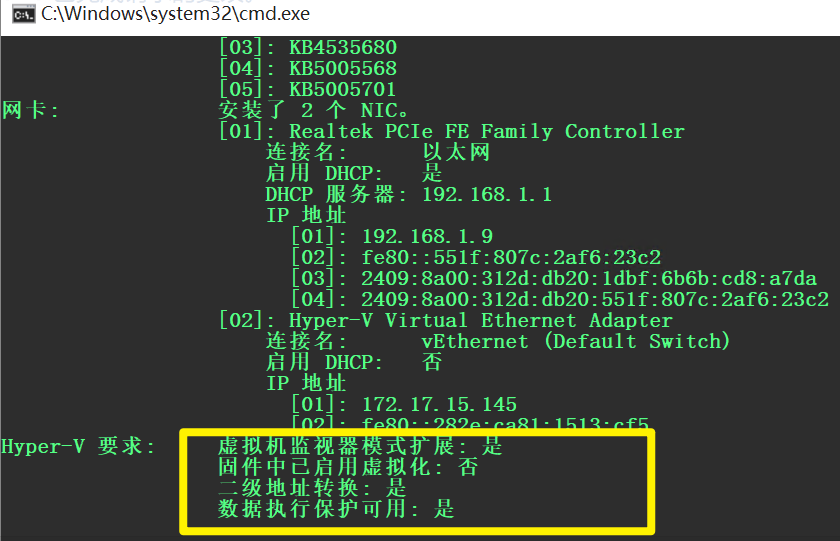 C:\Windows\system32\cmd.exe
[03]: KB4535680
[04]: KB5005568
[05]: KB5005701
网卡: 安装了 2 个 NIC。
[01]: Realtek PCIe FE Family Controller
连接名: 以太网
启用 DHCP: 是
DHCP 服务器: 192.168.1.1
IP 地址
[01]: 192.168.1.9
[02]: fe80::551f:807c:2af6:23c2
[03]: 2409:8a00:312d:db20:1dbf:6b6b:cd8:a7da
[04]: 2409:8a00:312d:db20:551f:807c:2af6:23c2
[02]: Hyper-V Virtual Ethernet Adapter
连接名: vEthernet (Default Switch)
启用 DHCP: 否
IP 地址
[01]: 172.17.15.145
[02]: fe80::282e:ca81:1513:cf5
Hyper-V 要求: 虚拟机监视器模式扩展: 是
固件中已启用虚拟化: 否
二级地址转换: 是
数据执行保护可用: 是